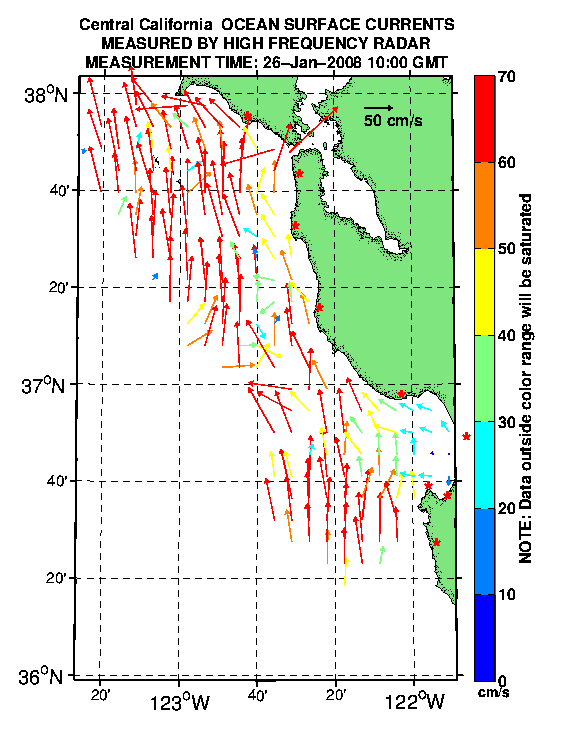 Central California OCEAN SURFACE CURRENTS
MEASURED BY HIGH FREQUENCY RADAR
MEASUREMENT TIME: 26–Jan–2008 10:00 GMT
38°N
40'
20'
37°N
40'
20'
36°N
20'
123°W
40'
20'
122°W
50 cm/s
70
60
50
40
30
20
10
0
cm/s
NOTE: Data outside color range will be saturated